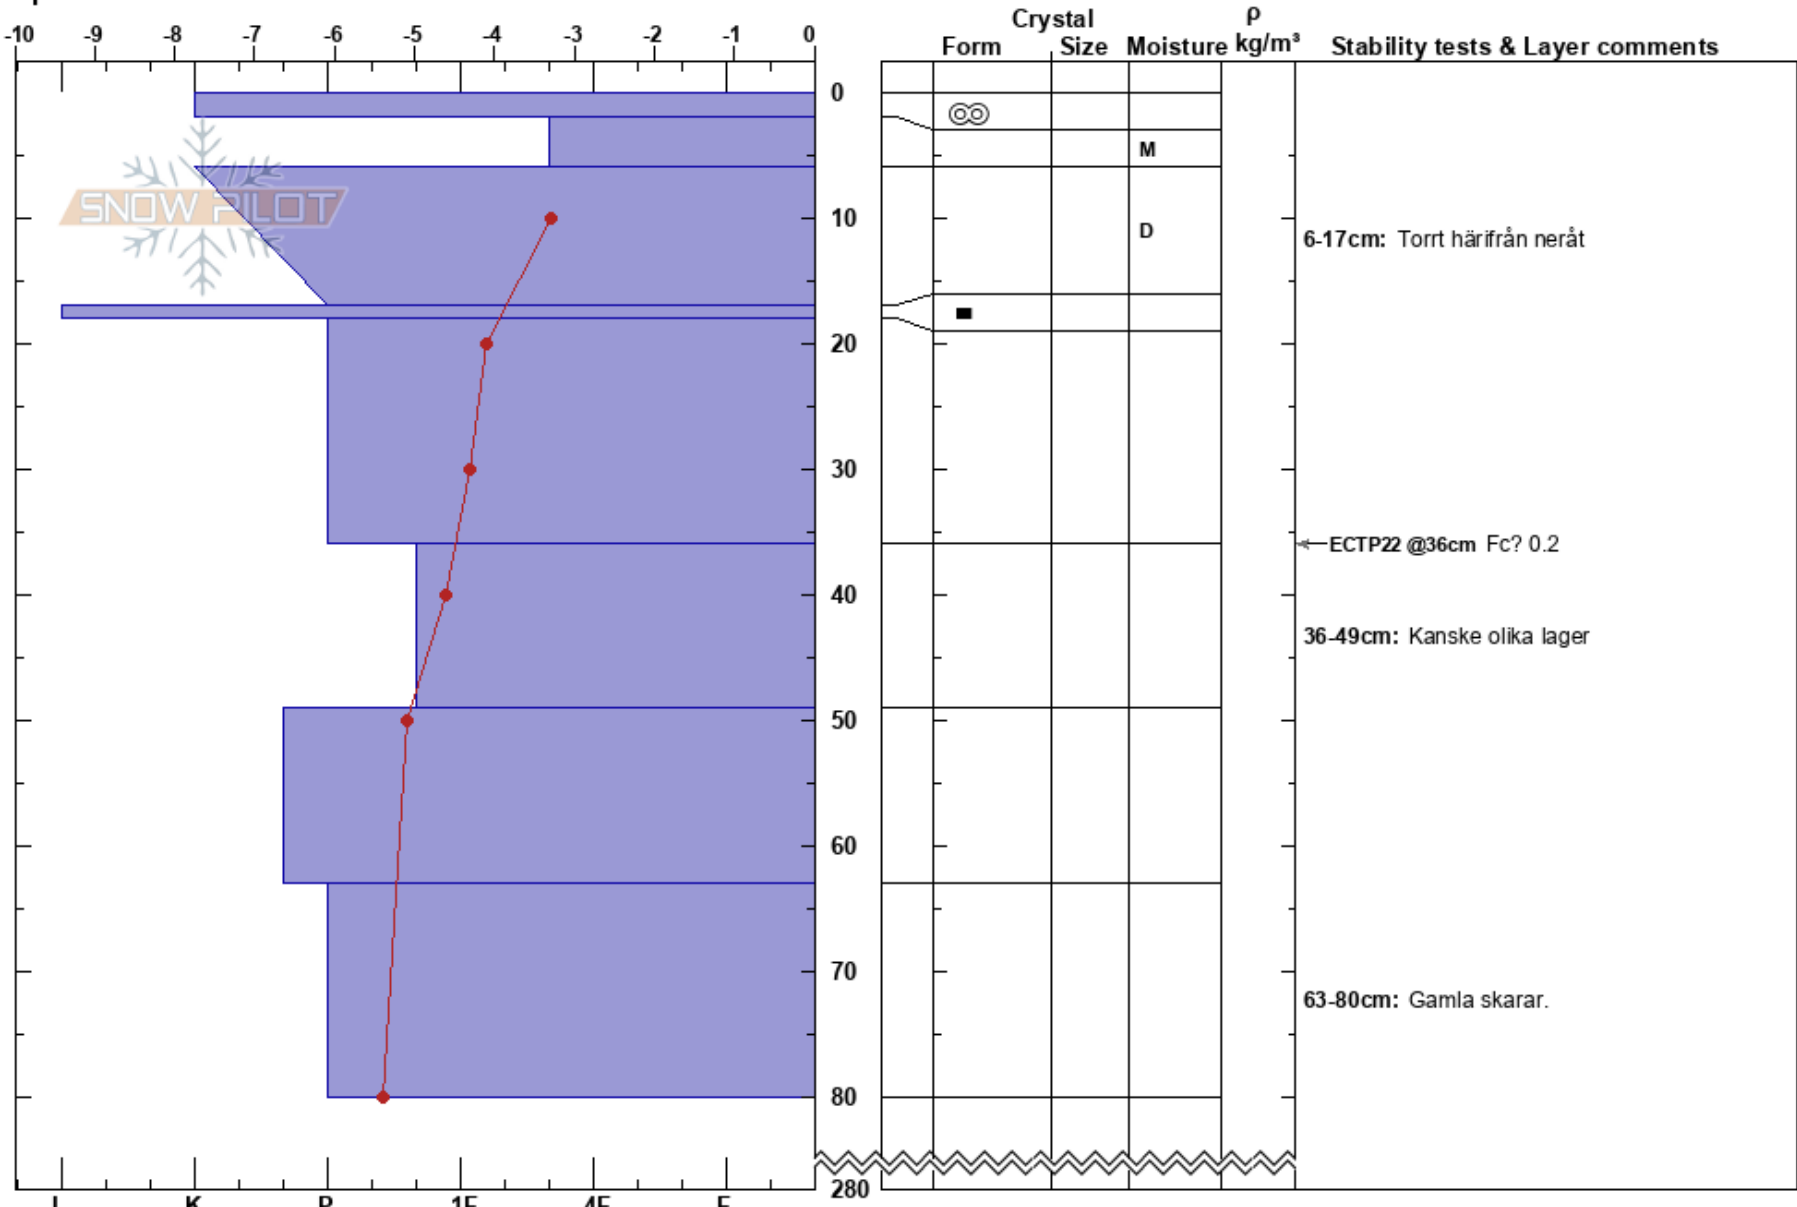 Crystal ρ
-10 -9 -8 -7 -6 -5 -4 -3 -2 -1 0 Form Size Moisture kg/m³ Stability tests & Layer comments
0
M
SNOW PILOT
10 D 6-17cm: Torrt härifrån neråt
20
30
ECTP22 @36cm Fc? 0.2
40
36-49cm: Kanske olika lager
50
60
70
63-80cm: Gamla skarar.
80
280
I K P 1F 4F F